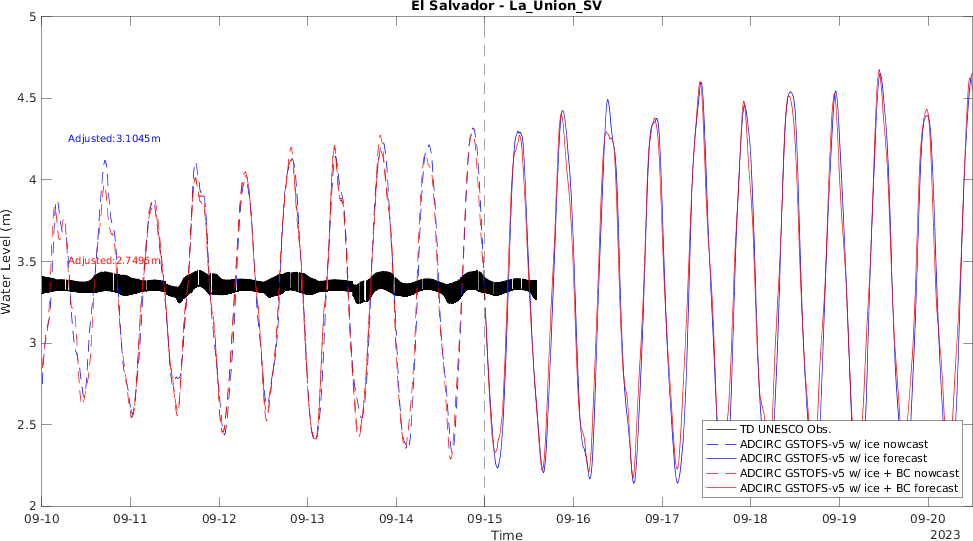 El Salvador - La_Union_SV
5
4.5
4
3.5
3
2.5
2
Water Level (m)
Adjusted:3.1045m
Adjusted:2.7495m
TD UNESCO Obs.
ADCIRC GSTOFS-v5 w/ ice nowcast
ADCIRC GSTOFS-v5 w/ ice forecast
ADCIRC GSTOFS-v5 w/ ice + BC nowcast
ADCIRC GSTOFS-v5 w/ ice + BC forecast
09-10 09-11 09-12 09-13 09-14 09-15 09-16 09-17 09-18 09-19 09-20
Time
2023